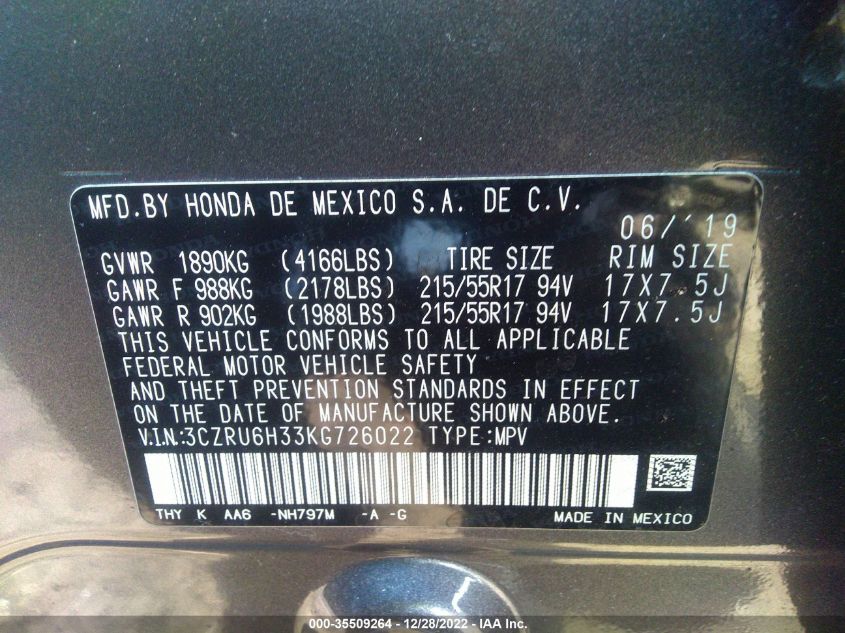 MFD.BY HONDA DE MEXICO S.A. DE C.V.
06/'19
GVWR 1890KG (4166LBS) TIRE SIZE RIM SIZE
GAWR F 988KG (2178LBS) 215/55R17 94V 17X7.5J
GAWR R 902KG (1988LBS) 215/55R17 94V 17X7.5J
THIS VEHICLE CONFORMS TO ALL APPLICABLE
FEDERAL MOTOR VEHICLE SAFETY
AND THEFT PREVENTION STANDARDS IN EFFECT
ON THE DATE OF MANUFACTURE SHOWN ABOVE.
V.I.N:3CZRU6H33KG726022 TYPE:MPV
THY K AA6 -NH797M -A -G MADE IN MEXICO
000-35509264 - 12/28/2022 - IAA Inc.